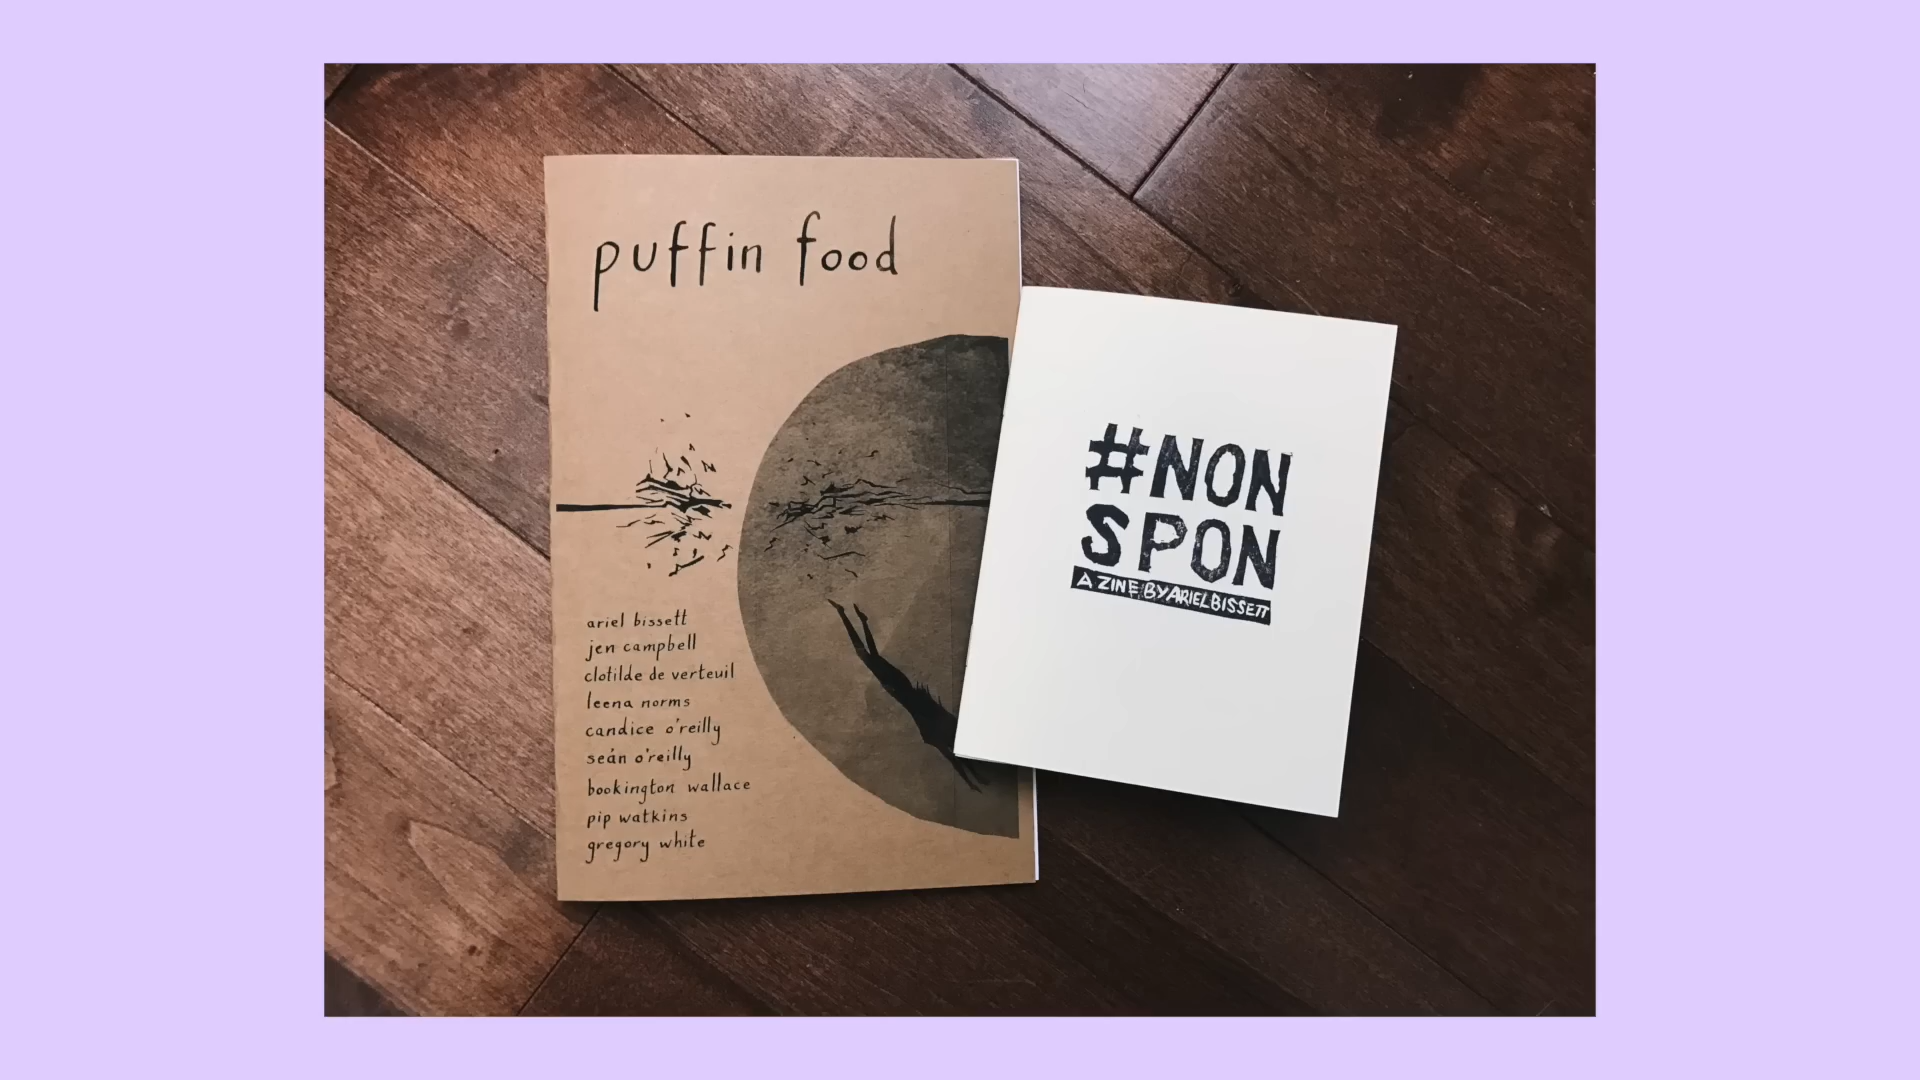 puffin food
ariel bissett
jen campbell
clotilde de verteuil
leena norms
candice o'reilly
seán o'reilly
bookington wallace
pip watkins
gregory white
#NON
SPON
A ZINE BY ARIEL BISSETT